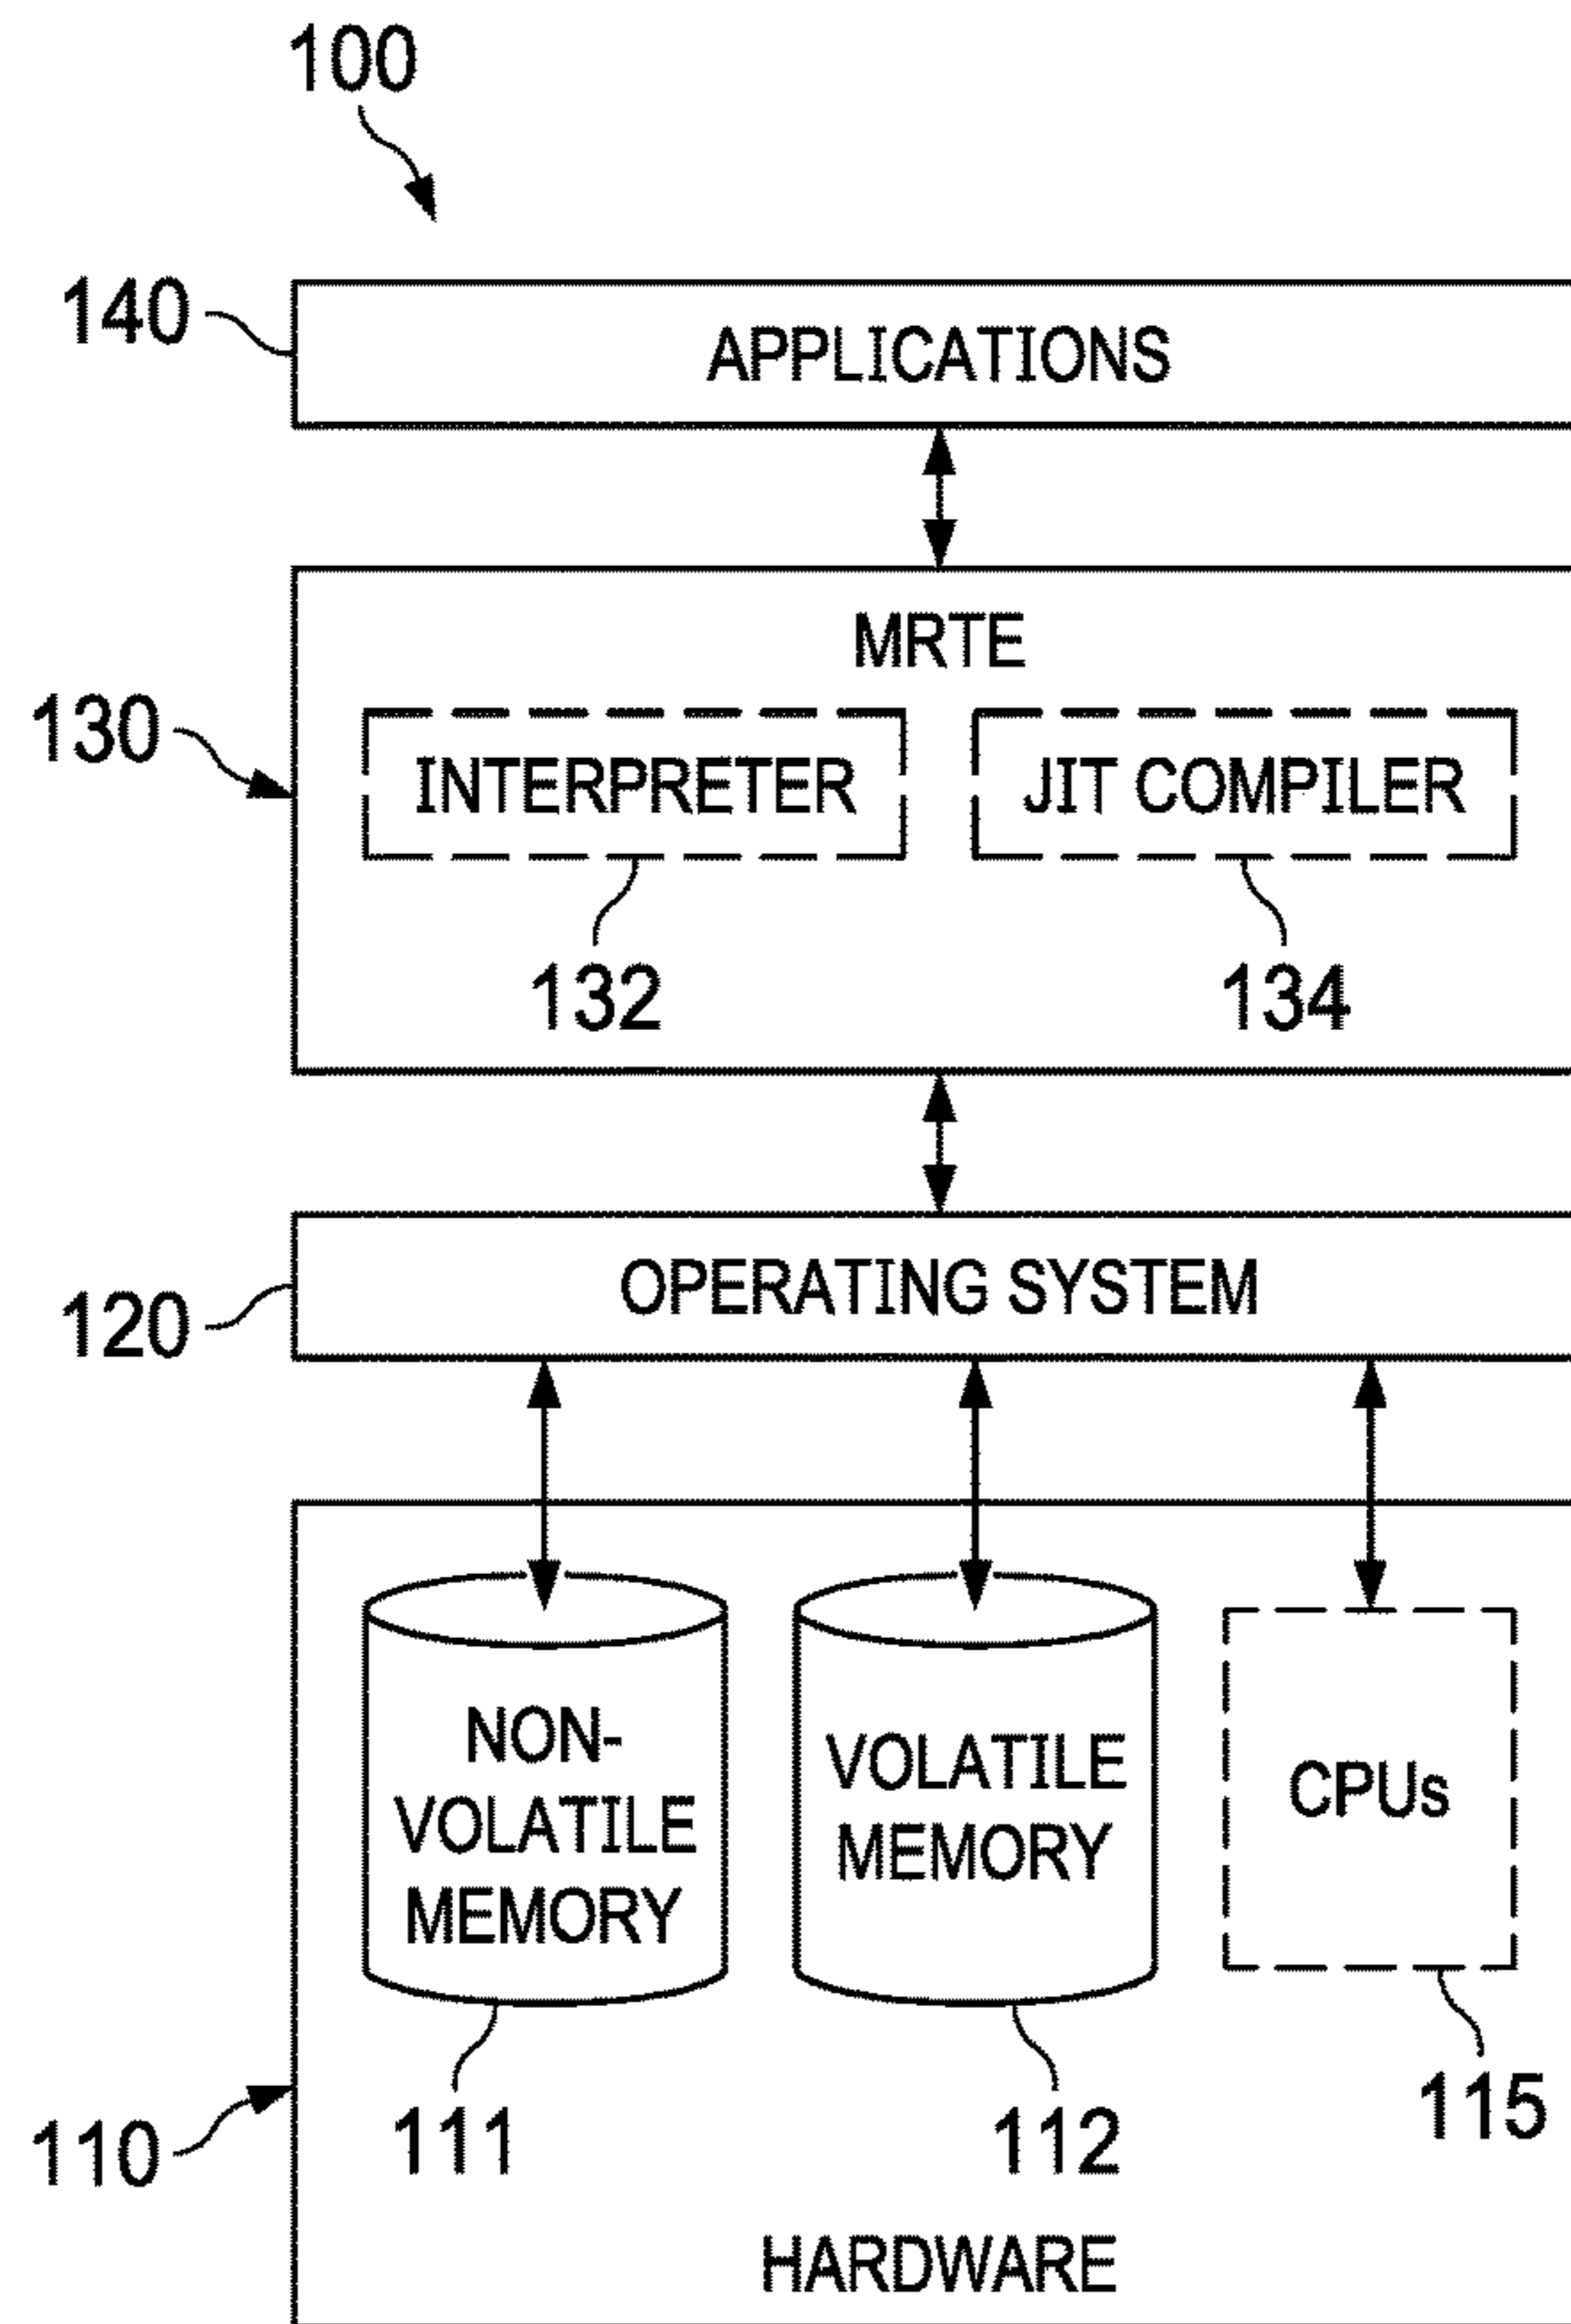 100
140
APPLICATIONS
MRTE
130
INTERPRETER
JIT COMPILER
132
134
120
OPERATING SYSTEM
NON-
VOLATILE
MEMORY
VOLATILE
MEMORY
CPUs
110
111
112
115
HARDWARE